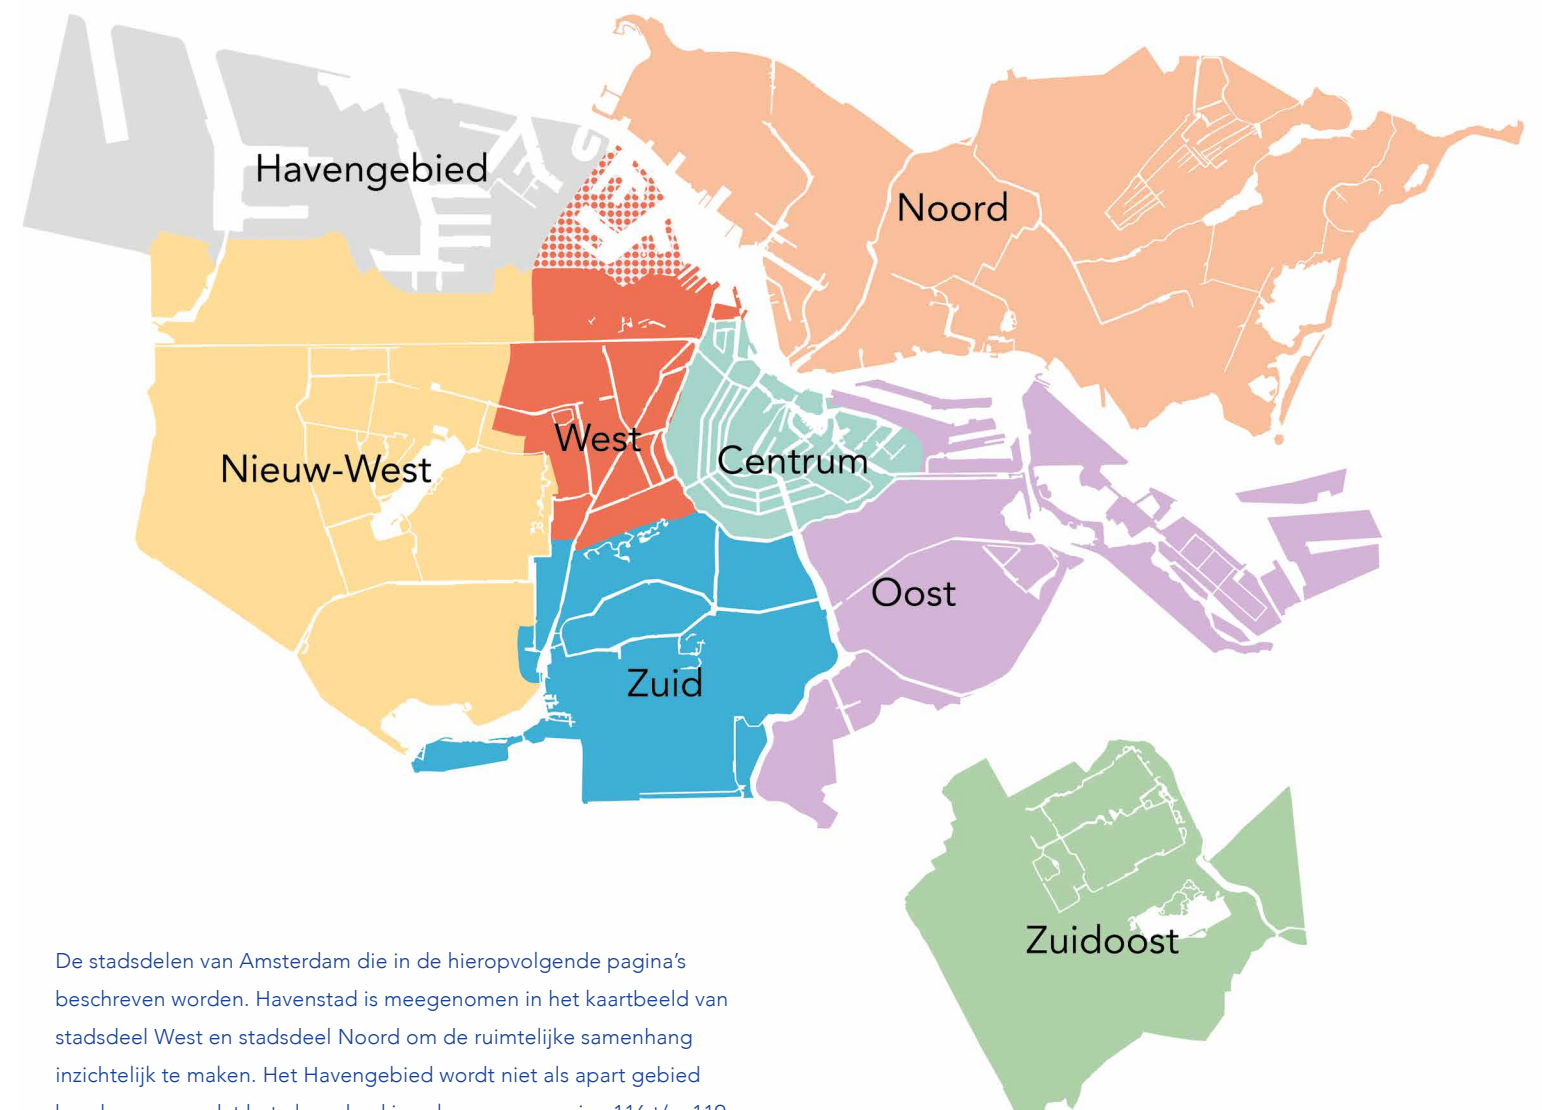 Havengebied
Noord
West
Centrum
Nieuw-West
Oost
Zuid
Zuidoost
De stadsdelen van Amsterdam die in de hieropvolgende pagina's
beschreven worden. Havenstad is meegenomen in het kaartbeeld van
stadsdeel West en stadsdeel Noord om de ruimtelijke samenhang
inzichtelijk te maken. Het Havengebied wordt niet als apart gebied